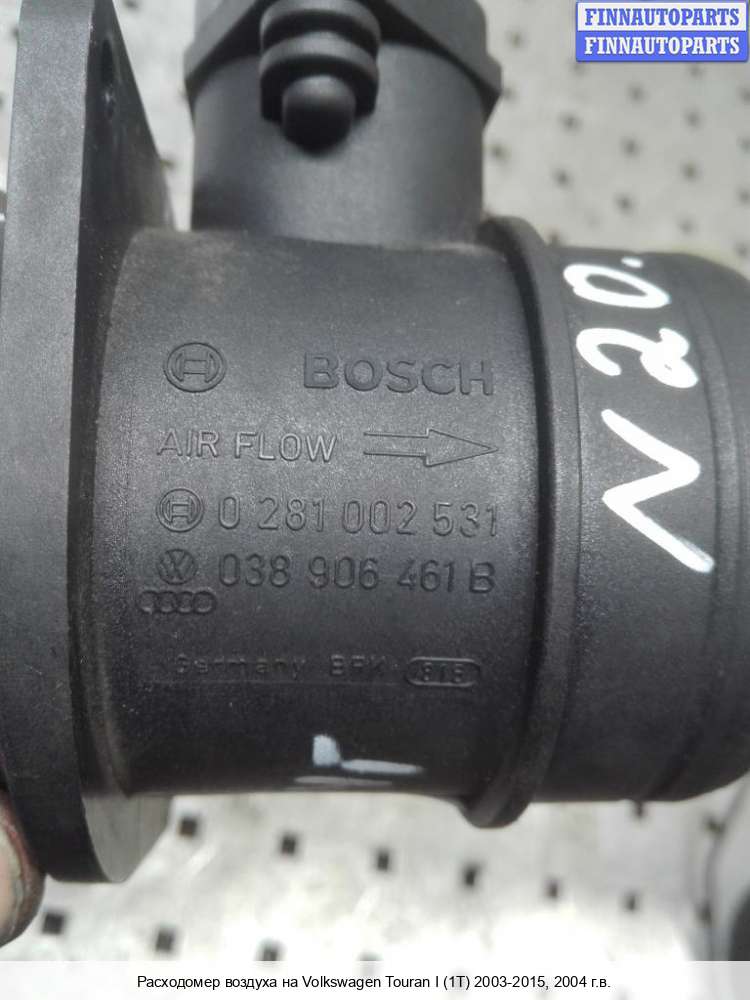 FINNAUTOPARTS
FINNAUTOPARTS
BOSCH
AIR FLOW
0 281 002 531
038 906 461 B
Germany
N 20.
Расходомер воздуха на Volkswagen Touran I (1T) 2003-2015, 2004 г.в.